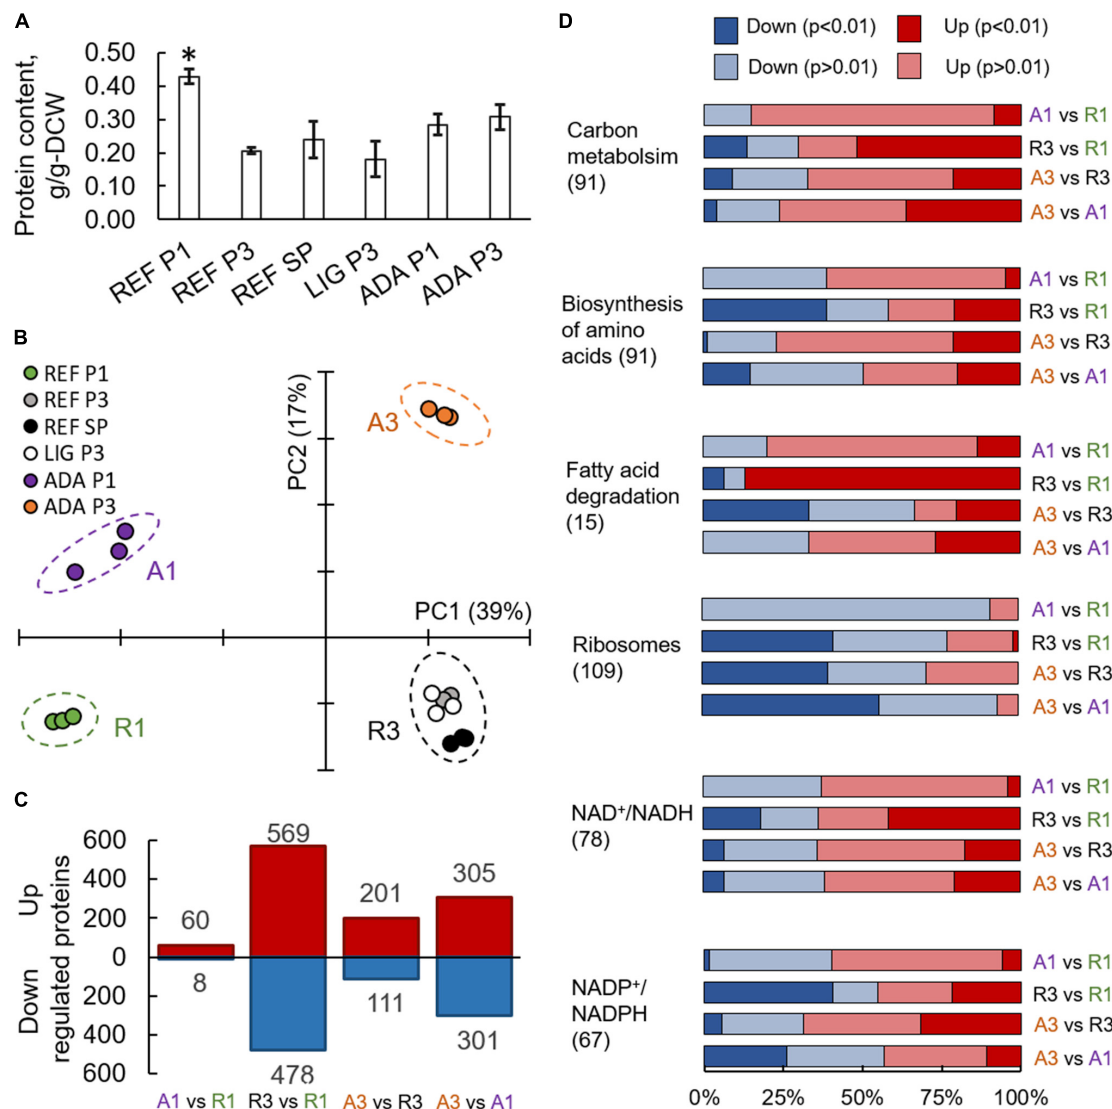 A
Protein content,
g/g-DCW
0.50
0.40
0.30
0.20
0.10
0.00
*
REF P1
REF P3
REF SP
LIG P3
ADA P1
ADA P3
B
REF P1
REF P3
REF SP
LIG P3
ADA P1
ADA P3
PC2 (17%)
PC1 (39%)
A3
A1
R1
R3
C
Up
Down
regulated proteins
600
400
200
0
200
400
600
60
8
569
478
201
111
305
301
A1 vs R1
R3 vs R1
A3 vs R3
A3 vs A1
D
Down (p<0.01)
Up (p<0.01)
Down (p>0.01)
Up (p>0.01)
Carbon
metabolsim
(91)
A1 vs R1
R3 vs R1
A3 vs R3
A3 vs A1
Biosynthesis
of amino
acids (91)
A1 vs R1
R3 vs R1
A3 vs R3
A3 vs A1
Fatty acid
degradation
(15)
A1 vs R1
R3 vs R1
A3 vs R3
A3 vs A1
Ribosomes
(109)
A1 vs R1
R3 vs R1
A3 vs R3
A3 vs A1
NAD⁺/NADH
(78)
A1 vs R1
R3 vs R1
A3 vs R3
A3 vs A1
NADP⁺/
NADPH
(67)
A1 vs R1
R3 vs R1
A3 vs R3
A3 vs A1
0%
25%
50%
75%
100%